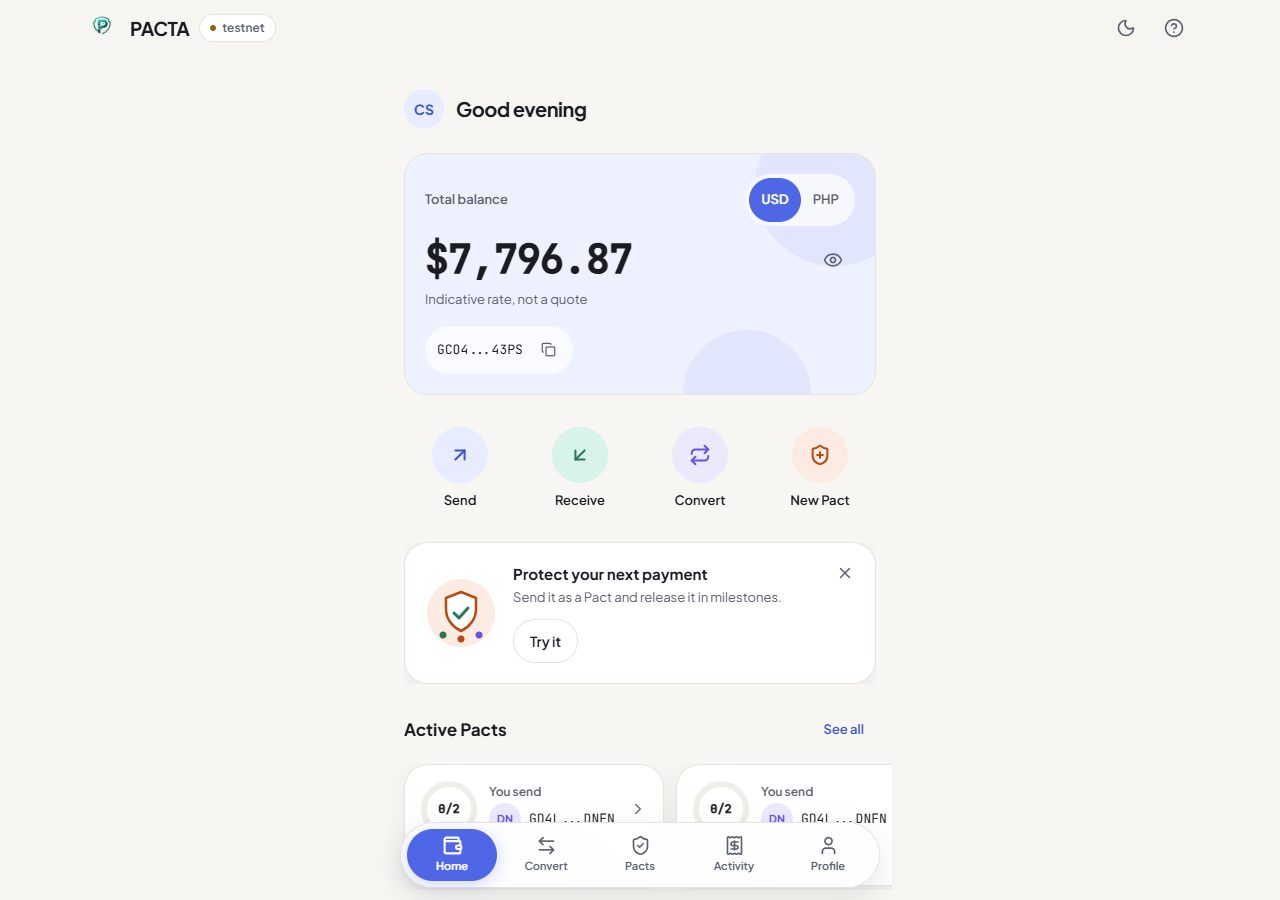 PACTA testnet
CS Good evening
Total balance
USD PHP
$7,796.87
Indicative rate, not a quote
GCO4...43PS
Send Receive Convert New Pact
Protect your next payment
Send it as a Pact and release it in milestones.
Try it
Active Pacts See all
0/2 You send
DN GD4L...DNFN
0/2 You send
DN GD4L...DNFN
Home Convert Pacts Activity Profile